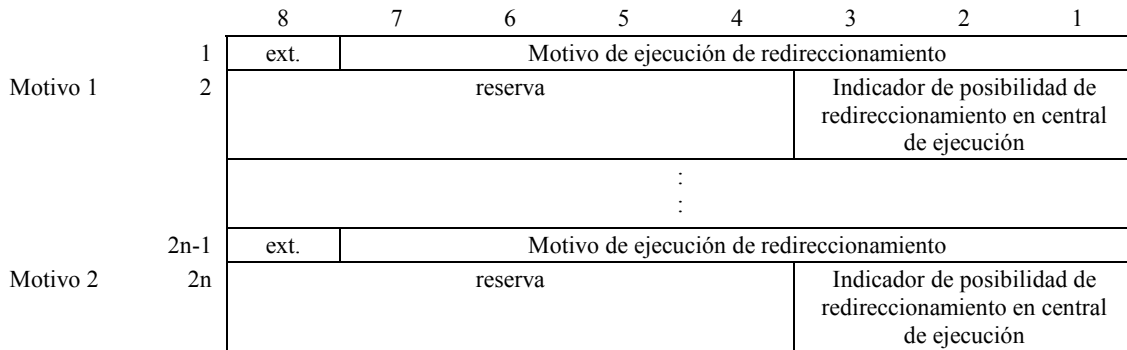 8 7 6 5 4 3 2 1
1 ext. Motivo de ejecución de redireccionamiento
Motivo 1 2 reserva Indicador de posibilidad de
redireccionamiento en central
de ejecución
:
:
2n-1 ext. Motivo de ejecución de redireccionamiento
Motivo 2 2n reserva Indicador de posibilidad de
redireccionamiento en central
de ejecución